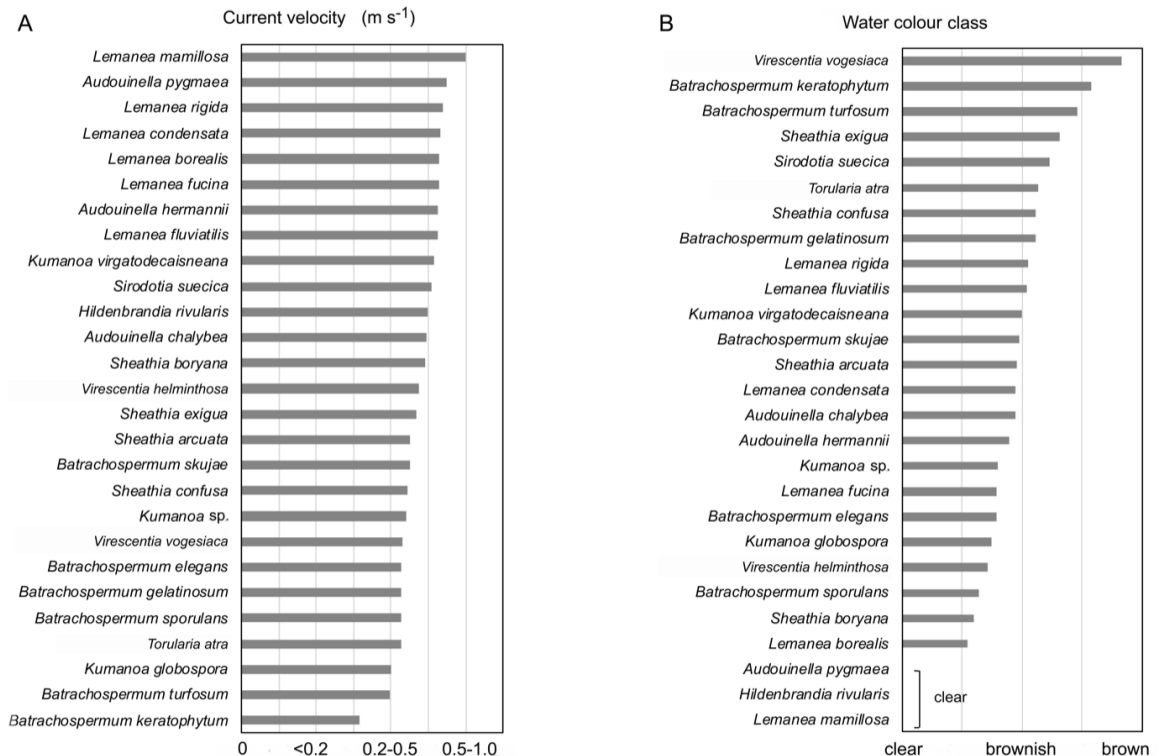 A
Current velocity (m s⁻¹)
Lemanea mamillosa
Audouinella pygmaea
Lemanea rigida
Lemanea condensata
Lemanea borealis
Lemanea fucina
Audouinella hermannii
Lemanea fluviatilis
Kumanoa virgatodecaisneana
Sirodotia suecica
Hildenbrandia rivularis
Audouinella chalybea
Sheathia boryana
Virescentia helminthosa
Sheathia exigua
Sheathia arcuata
Batrachospermum skujae
Sheathia confusa
Kumanoa sp.
Virescentia vogesiaca
Batrachospermum elegans
Batrachospermum gelatinosum
Batrachospermum sporulans
Torularia atra
Kumanoa globospora
Batrachospermum turfosum
Batrachospermum keratophytum
0 <0.2 0.2-0.5 0.5-1.0
B
Water colour class
Virescentia vogesiaca
Batrachospermum keratophytum
Batrachospermum turfosum
Sheathia exigua
Sirodotia suecica
Torularia atra
Sheathia confusa
Batrachospermum gelatinosum
Lemanea rigida
Lemanea fluviatilis
Kumanoa virgatodecaisneana
Batrachospermum skujae
Sheathia arcuata
Lemanea condensata
Audouinella chalybea
Audouinella hermannii
Kumanoa sp.
Lemanea fucina
Batrachospermum elegans
Kumanoa globospora
Virescentia helminthosa
Batrachospermum sporulans
Sheathia boryana
Lemanea borealis
Audouinella pygmaea
Hildenbrandia rivularis
Lemanea mamillosa
clear
clear brownish brown